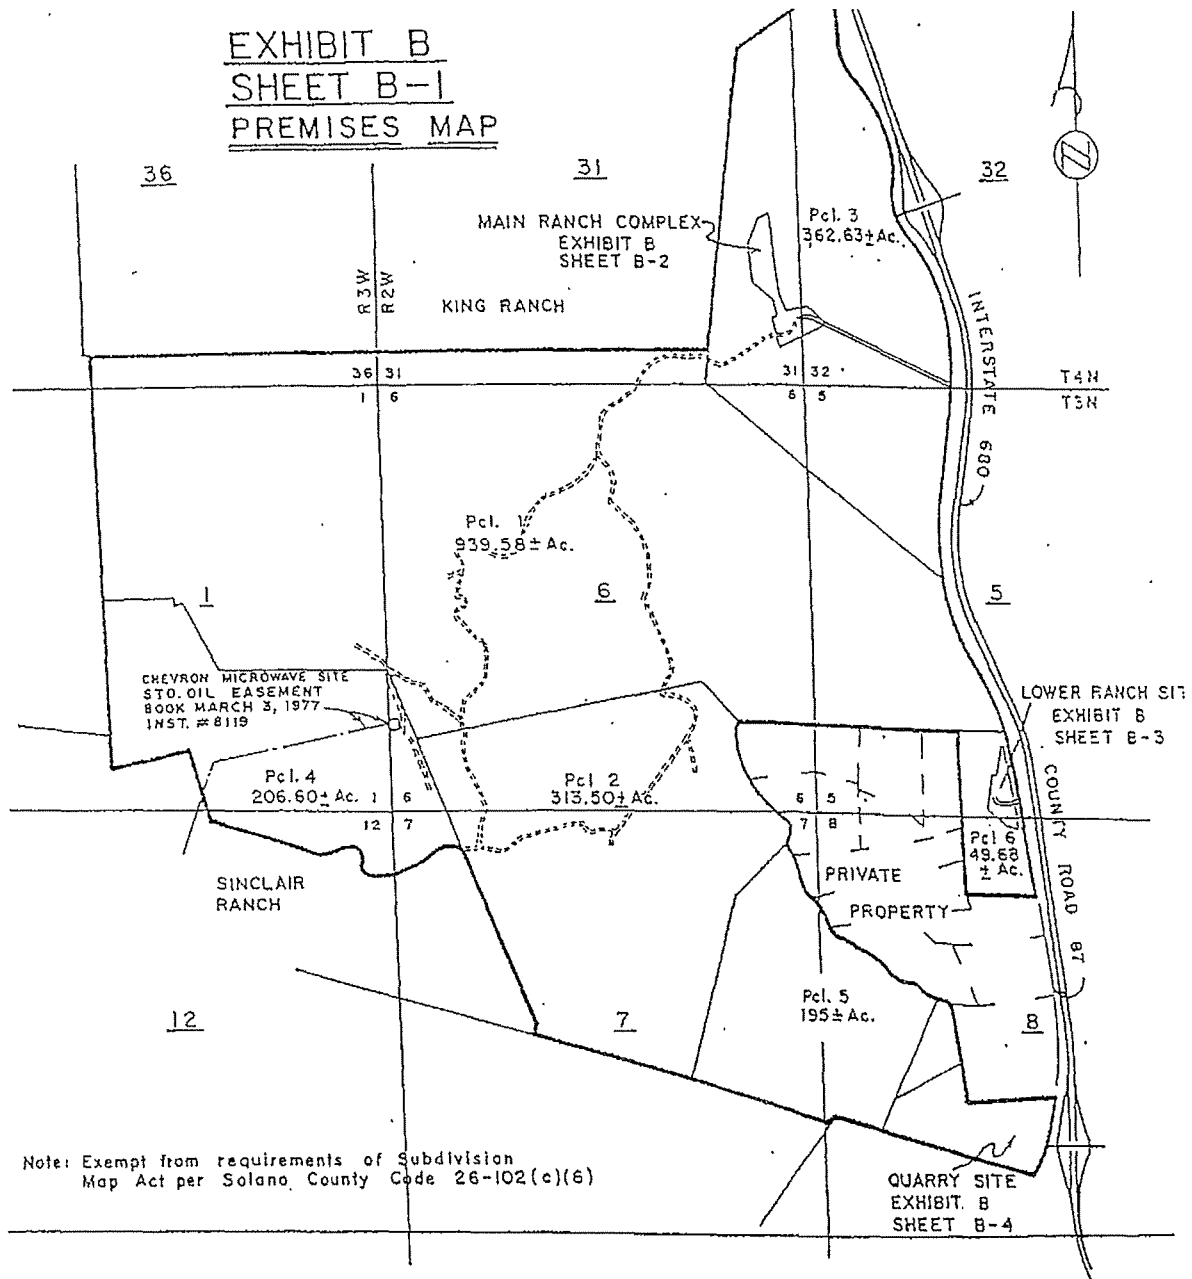 EXHIBIT B
SHEET B-1
PREMISES MAP
36
31
32
MAIN RANCH COMPLEX
EXHIBIT B
SHEET B-2
Pcl. 3
362.63±Ac.
R3W
R2W
KING RANCH
INTERSTATE 680
36 31
1 6
31 32
6 5
T4N
T3N
Pcl. 1
939.58± Ac.
1
6
5
CHEVRON MICROWAVE SITE
STO. OIL EASEMENT
BOOK MARCH 3, 1977
INST. #8119
LOWER RANCH SIT
EXHIBIT B
SHEET B-3
Pcl. 4
206.60± Ac.
1 6
12 7
Pcl. 2
313.50± Ac.
6 5
7 8
Pcl 6
49.68
± Ac.
COUNTY ROAD 87
SINCLAIR
RANCH
PRIVATE
PROPERTY
12
7
Pcl. 5
195± Ac.
8
Note: Exempt from requirements of Subdivision
Map Act per Solano County Code 26-102(c)(6)
QUARRY SITE
EXHIBIT. B
SHEET B-4